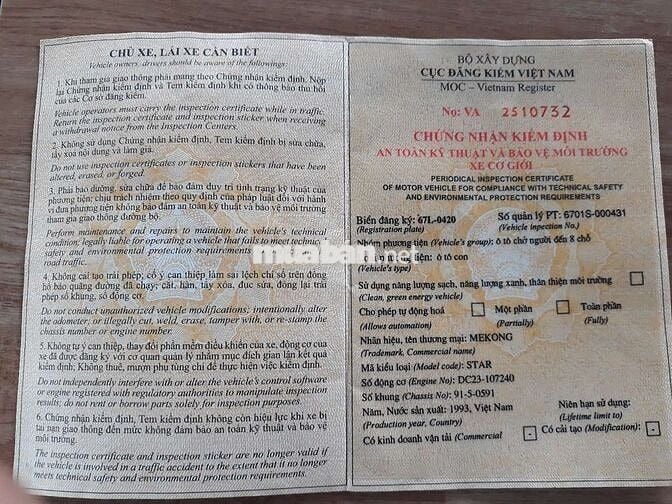 CHỦ XE, LÁI XE CẦN BIẾT
Vehicle owners, drivers should be aware of the followings:
1. Khi tham gia giao thông phải mang theo Chứng nhận kiểm định. Nộp
lại Chứng nhận kiểm định và Tem kiểm định khi có thông báo thu hồi
của các Cơ sở đăng kiểm.
Vehicle operators must carry the inspection certificate while in traffic.
Return the inspection certificate and inspection sticker when receiving
a withdrawal notice from the Inspection Centers.
2. Không sử dụng Chứng nhận kiểm định, Tem kiểm định bị sửa chữa,
tẩy xóa nội dung và làm giả.
Do not use inspection certificates or inspection stickers that have been
altered, erased, or forged.
3. Phải bảo dưỡng, sửa chữa để bảo đảm duy trì tình trạng kỹ thuật của
phương tiện; chịu trách nhiệm theo quy định của pháp luật đối với hành
vi đưa phương tiện không bảo đảm an toàn kỹ thuật và bảo vệ môi trường
tham gia giao thông đường bộ.
Perform maintenance and repairs to maintain the vehicle's technical
condition; legally liable for operating a vehicle that fails to meet technical
safety and environmental protection requirements
road traffic.
4. Không cải tạo trái phép; cố ý can thiệp làm sai lệch chỉ số trên đồng
hồ báo quãng đường đã chạy; cắt, hàn, tẩy xóa, đục sửa, đóng lại trái
phép số khung, số động cơ.
Do not conduct unauthorized vehicle modifications; intentionally alter
the odometer, or illegally cut, weld, erase, tamper with, or re-stamp the
chassis number or engine number.
5. Không tự ý can thiệp, thay đổi phần mềm điều khiển của xe, động cơ của
xe đã được đăng ký với cơ quan quản lý nhằm mục đích gian lận kết quả
kiểm định; Không thuê, mượn phụ tùng chỉ để thực hiện việc kiểm định.
Do not independently interfere with or alter the vehicle's control software
or engine registered with regulatory authorities to manipulate inspection
results; do not rent or borrow parts solely for inspection purposes.
6. Chứng nhận kiểm định, Tem kiểm định không còn hiệu lực khi xe bị
tai nạn giao thông đến mức không đảm bảo an toàn kỹ thuật và bảo vệ
môi trường.
The inspection certificate and inspection sticker are no longer valid if
the vehicle is involved in a traffic accident to the extent that it no longer
meets technical safety and environmental protection requirements.
muaban.net
BỘ XÂY DỰNG
CỤC ĐĂNG KIỂM VIỆT NAM
MOC - Vietnam Register
No: VA 2510732
CHỨNG NHẬN KIỂM ĐỊNH
AN TOÀN KỸ THUẬT VÀ BẢO VỆ MÔI TRƯỜNG
XE CƠ GIỚI
PERIODICAL INSPECTION CERTIFICATE
OF MOTOR VEHICLE FOR COMPLIANCE WITH TECHNICAL SAFETY
AND ENVIRONMENTAL PROTECTION REQUIREMENTS
Biển đăng ký: 67L-0420 Số quản lý PT: 6701S-000431
(Registration plate) (Vehicle inspection No.)
Nhóm phương tiện (Vehicle's group): ô tô chở người đến 8 chỗ
tiện: ô tô con
(Vehicle's type)
Sử dụng năng lượng sạch, năng lượng xanh, thân thiện môi trường
(Clean, green energy vehicle)
Cho phép tự động hoá Một phần Toàn phần
(Allows automation) (Partially) (Fully)
Nhãn hiệu, tên thương mại: MEKONG
(Trademark, Commercial name)
Mã kiểu loại (Model code): STAR
Số động cơ (Engine No): DC23-107240
Số khung (Chassis No): 91-5-0591
Năm, Nước sản xuất: 1993, Việt Nam Niên hạn sử dụng:
(Production year, Country) (Lifetime limit to)
Có kinh doanh vận tải (Commercial - Có cải tạo (Modification): -